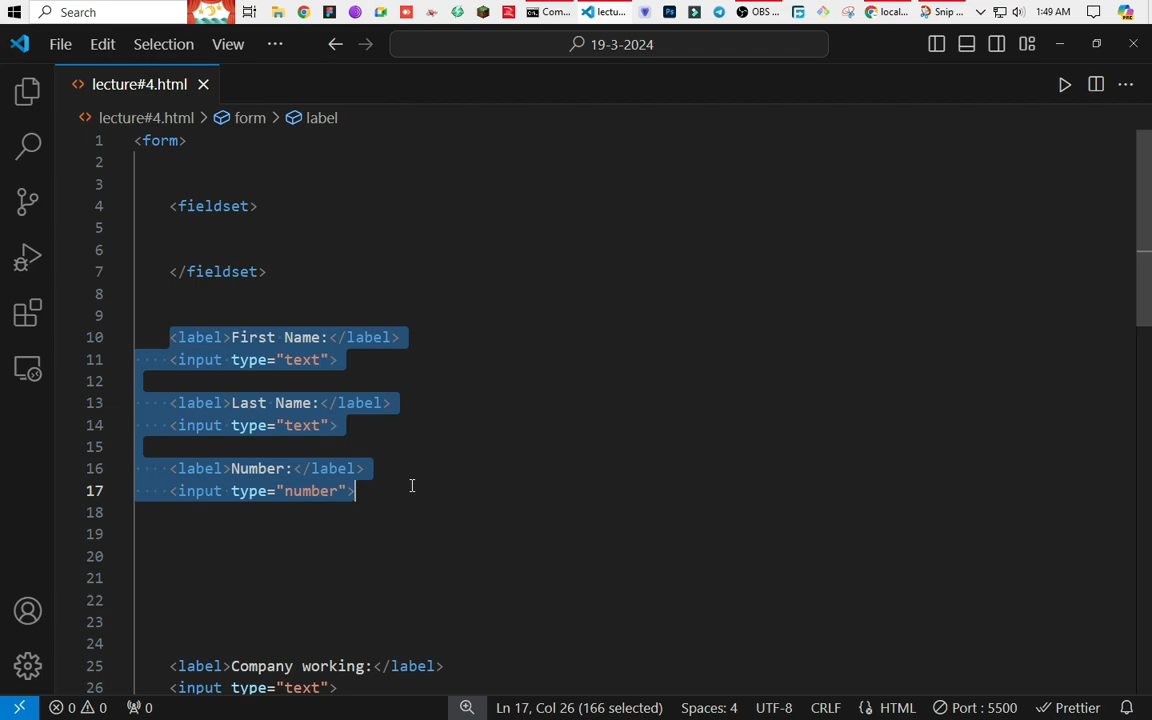 Search
Com...
lectu...
OBS ...
local...
Snip ...
1:49 AM
File Edit Selection View ...
19-3-2024
lecture#4.html
lecture#4.html > form > label
1 <form>
2
3
4 <fieldset>
5
6
7 </fieldset>
8
9
10 <label>First Name:</label>
11 <input type="text">
12
13 <label>Last Name:</label>
14 <input type="text">
15
16 <label>Number:</label>
17 <input type="number">
18
19
20
21
22
23
24
25 <label>Company working:</label>
26 <input type="text">
0 0 0 Ln 17, Col 26 (166 selected) Spaces: 4 UTF-8 CRLF {} HTML Port : 5500 Prettier